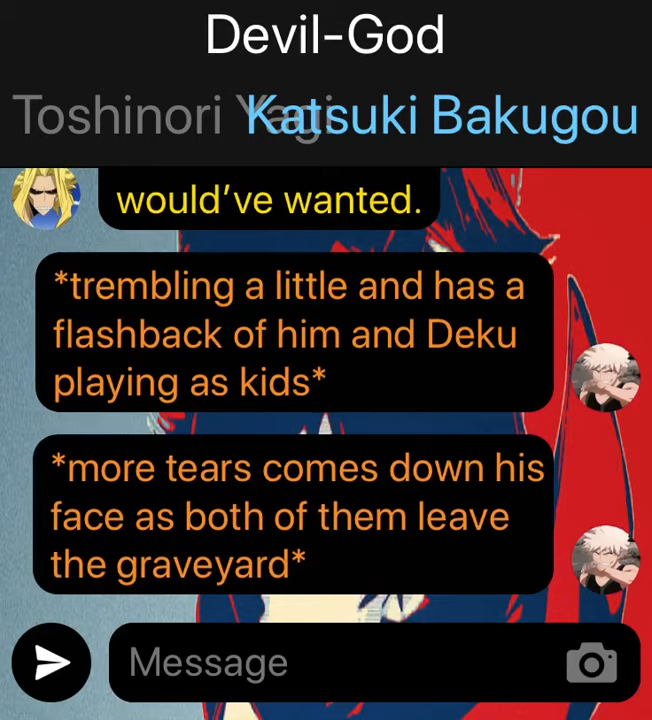 Devil-God
Toshinori Yagi Katsuki Bakugou
would've wanted.
*trembling a little and has a
flashback of him and Deku
playing as kids*
*more tears comes down his
face as both of them leave
the graveyard*
Message